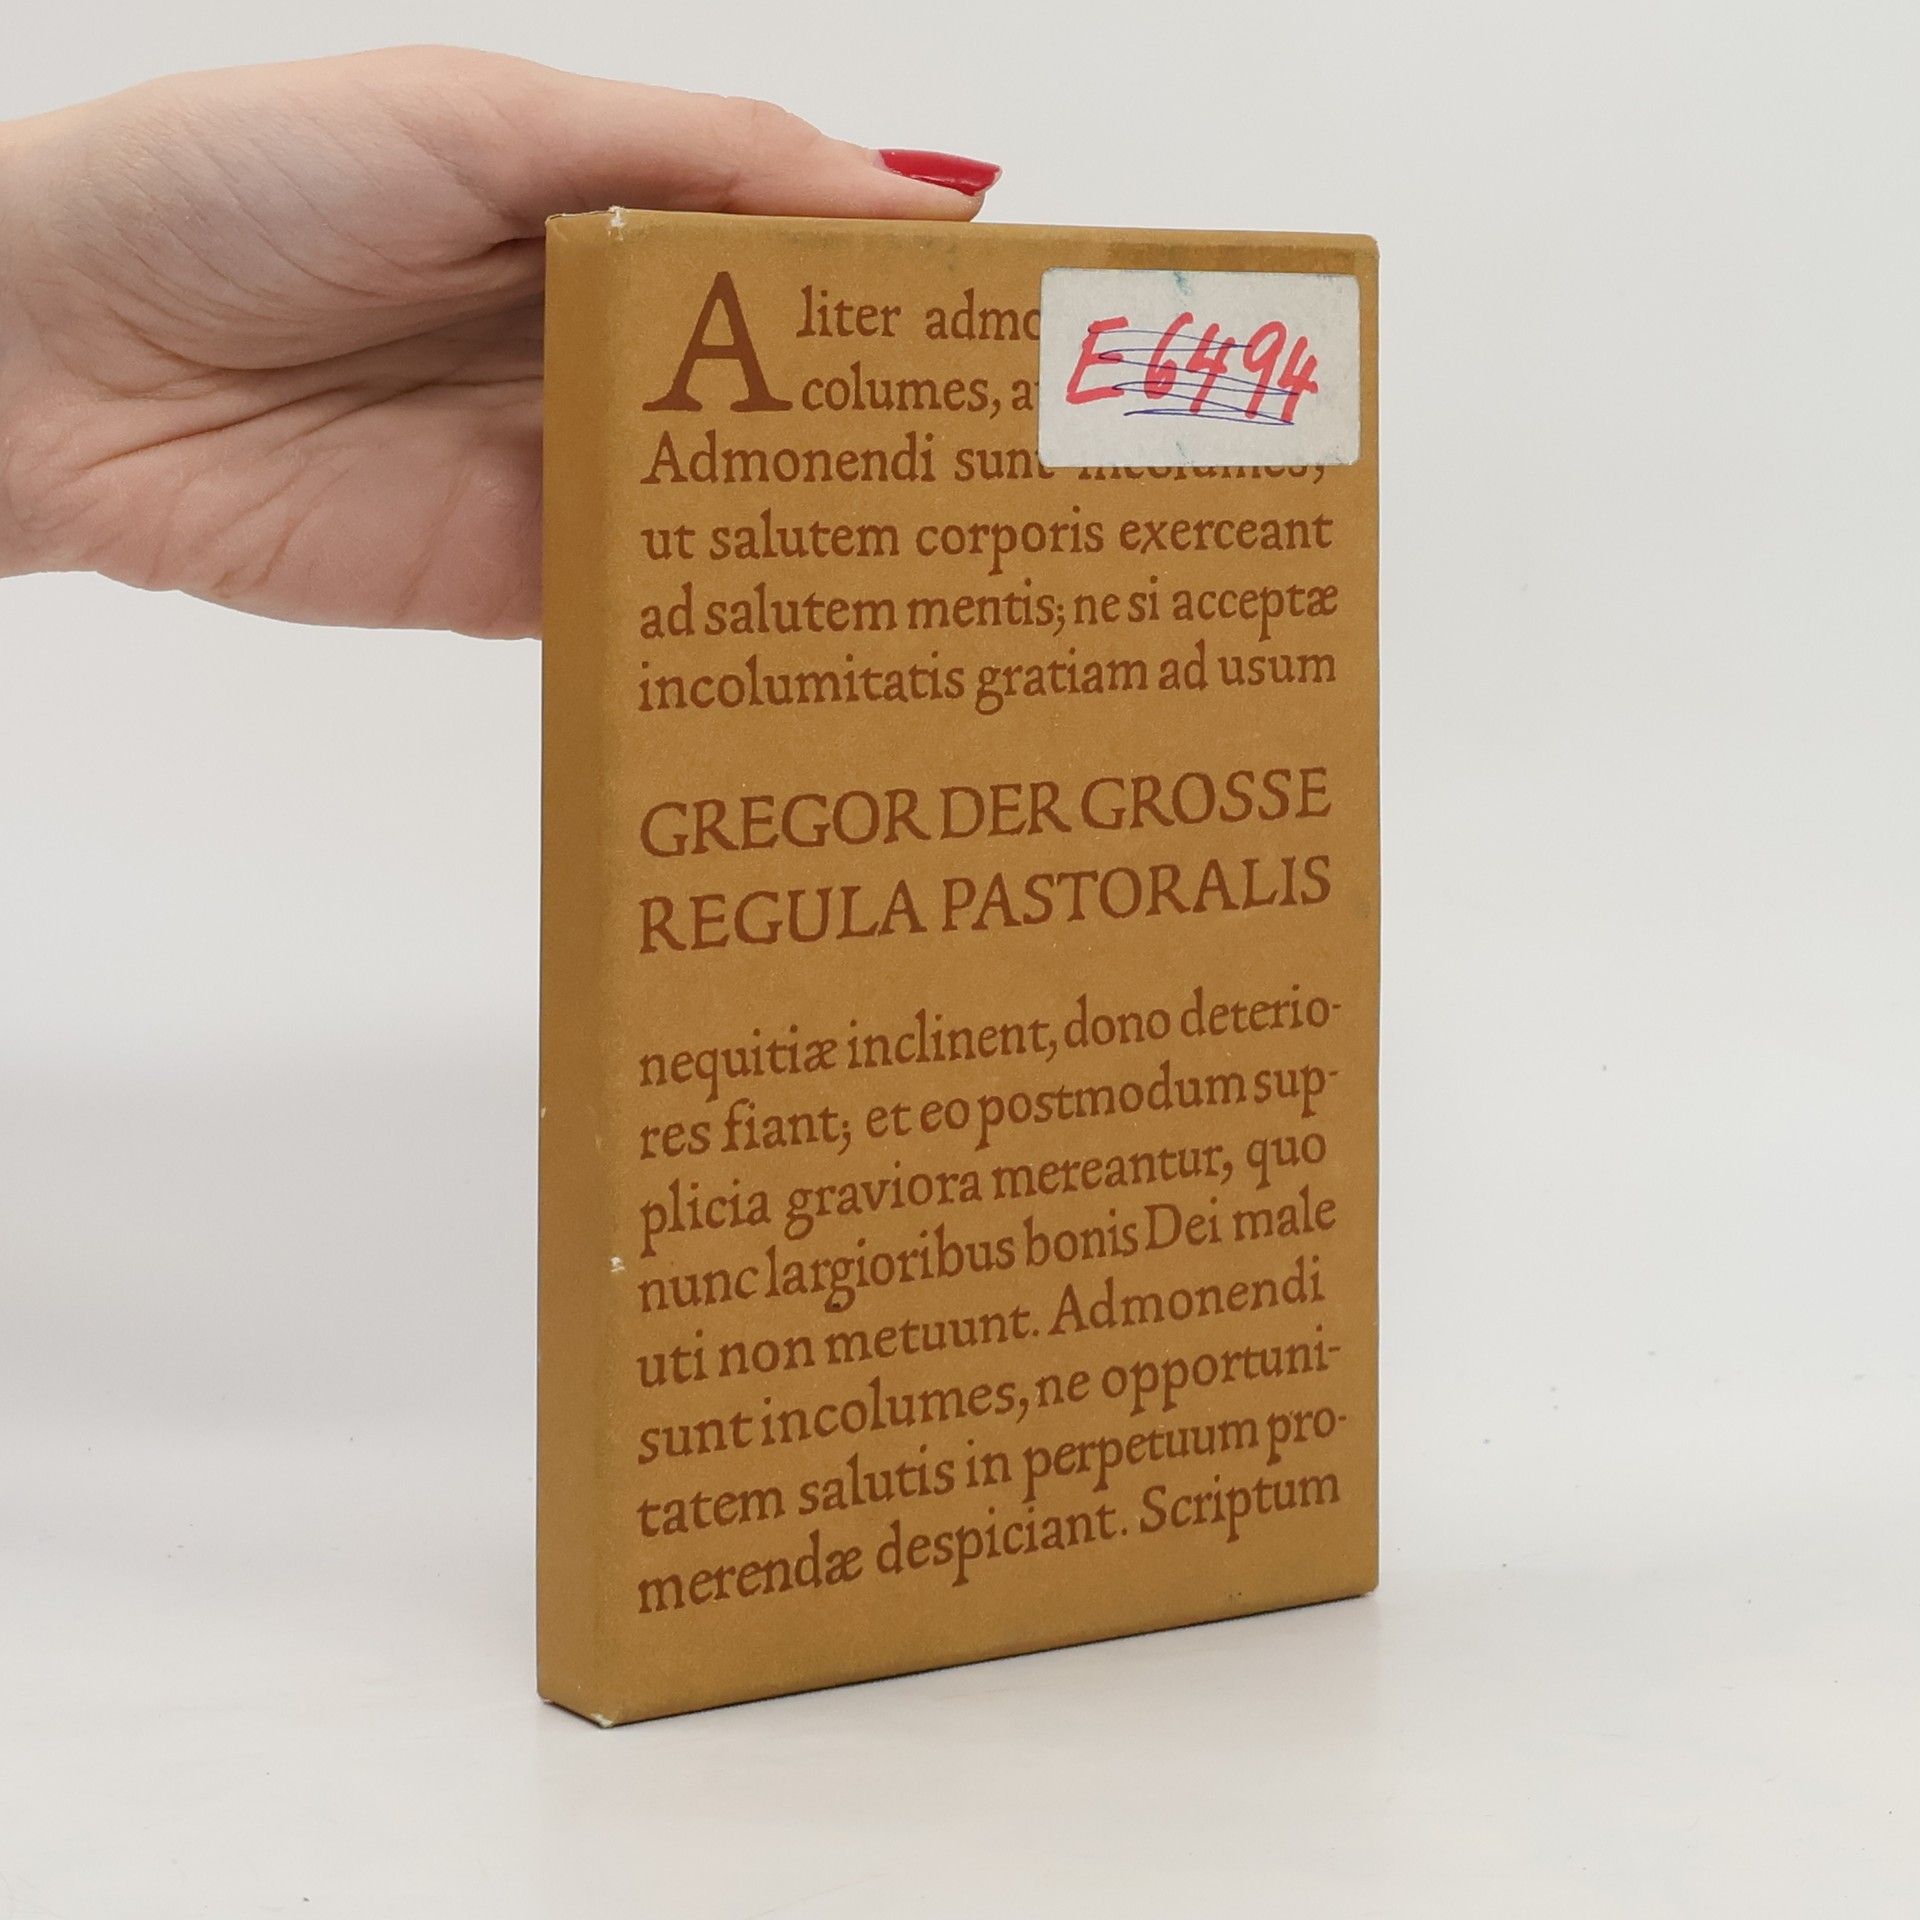 Aliter
E6494
columes,
Admonendi sunt incolumes,
ut salutem corporis exerceant
ad salutem mentis; ne si acceptæ
incolumitatis gratiam ad usum
GREGOR DER GROSSE
REGULA PASTORALIS
nequitiæ inclinent, dono deterio-
res fiant; et eo postmodum sup-
plicia graviora mereantur, quo
nunc largioribus bonis Dei male
uti non metuunt. Admonendi
sunt incolumes, ne opportuni-
tatem salutis in perpetuum pro-
merendæ despiciant. Scriptum